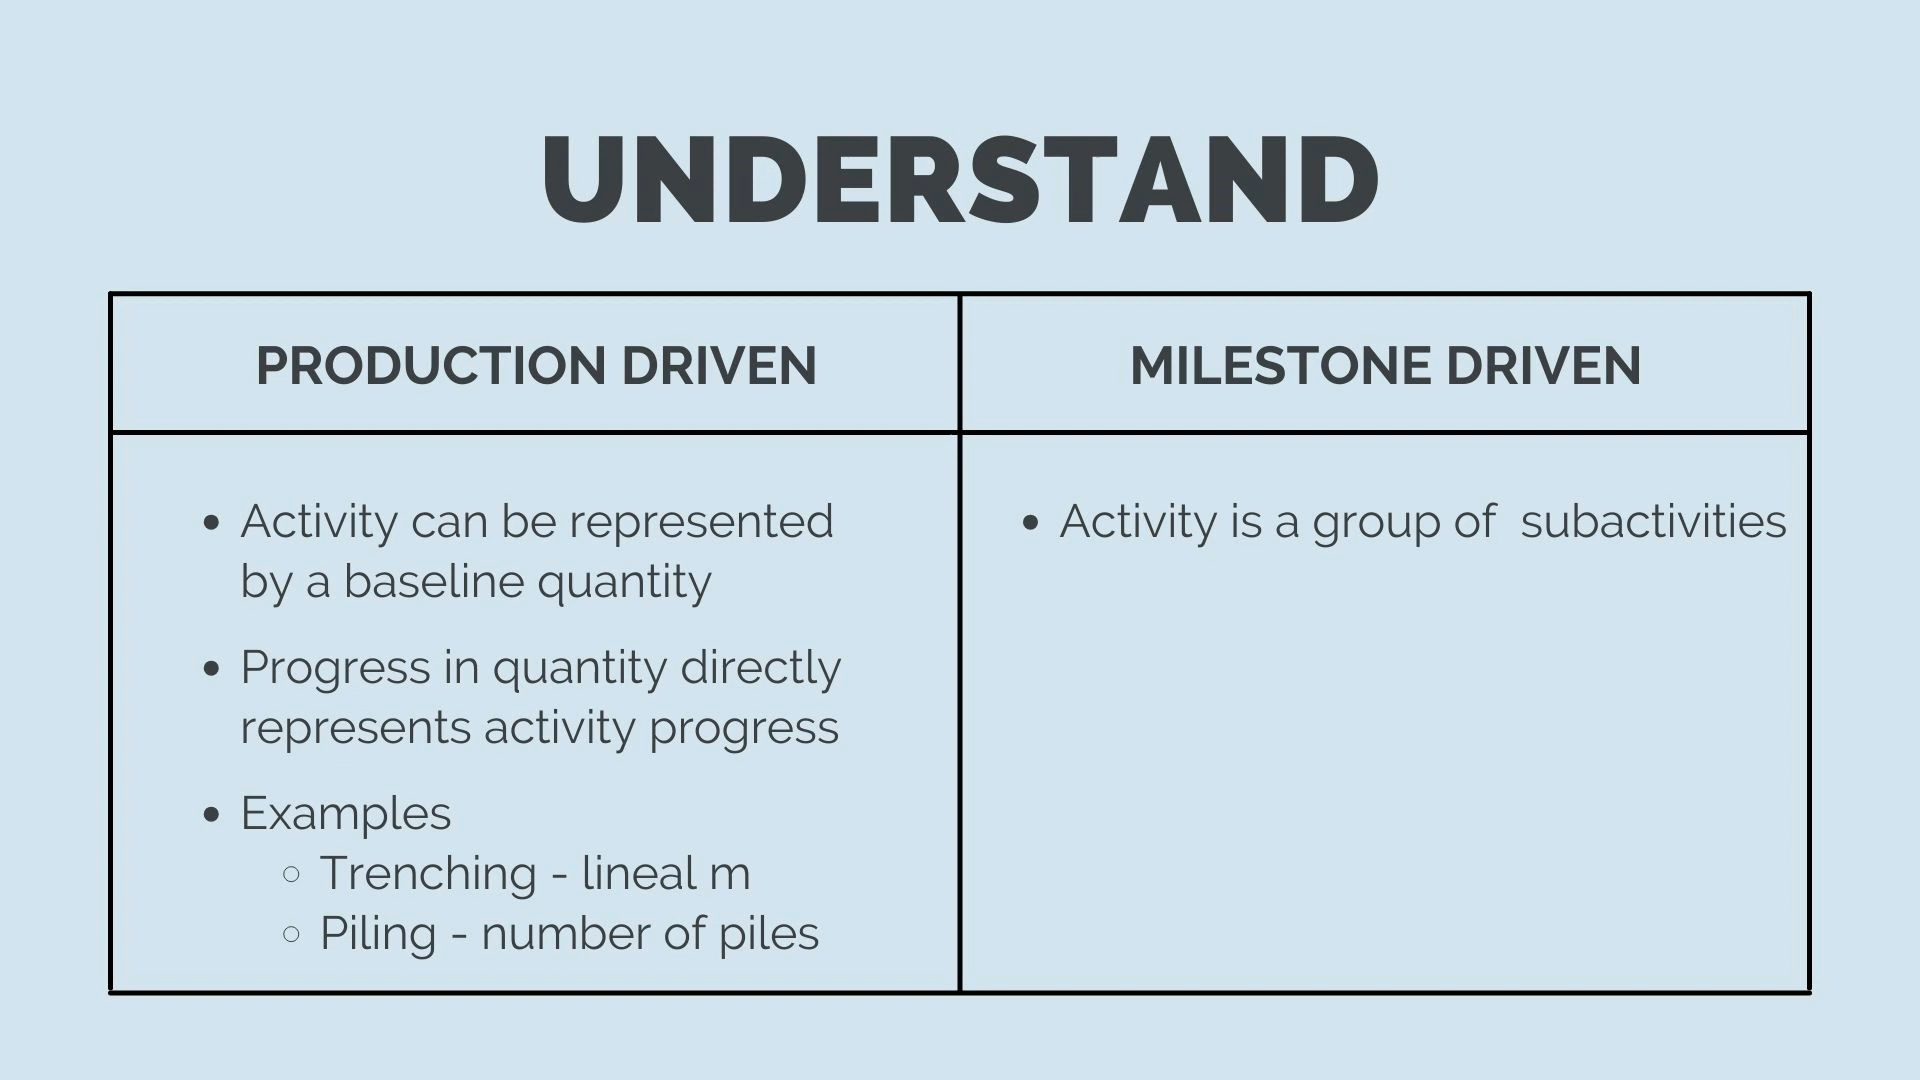 UNDERSTAND
PRODUCTION DRIVEN
MILESTONE DRIVEN
• Activity can be represented
by a baseline quantity
• Progress in quantity directly
represents activity progress
• Examples
○ Trenching - lineal m
○ Piling - number of piles
• Activity is a group of  subactivities